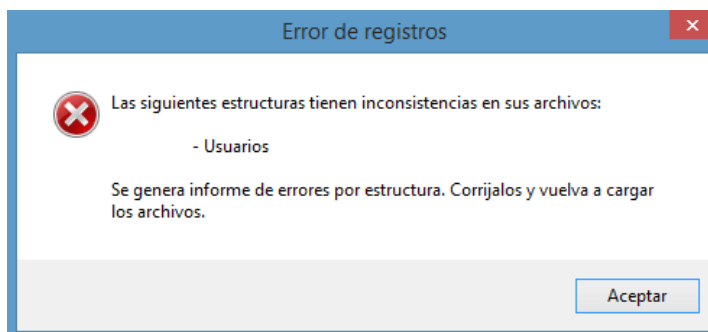 Error de registros
Las siguientes estructuras tienen inconsistencias en sus archivos:
- Usuarios
Se genera informe de errores por estructura. Corrijalos y vuelva a cargar
los archivos.
Aceptar